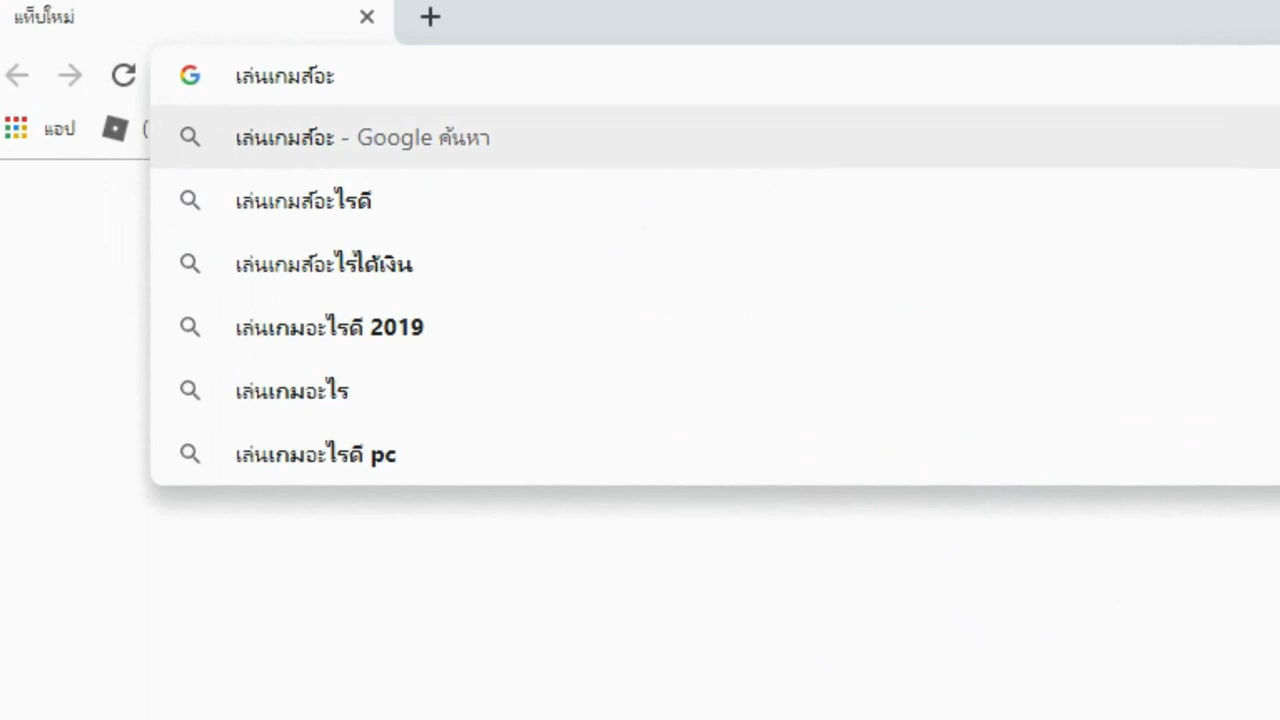 แท็บใหม่
เล่นเกมส์อะ
แอป (
เล่นเกมส์อะ - Google ค้นหา
เล่นเกมส์อะไรดี
เล่นเกมส์อะไรได้เงิน
เล่นเกมอะไรดี 2019
เล่นเกมอะไร
เล่นเกมอะไรดี pc